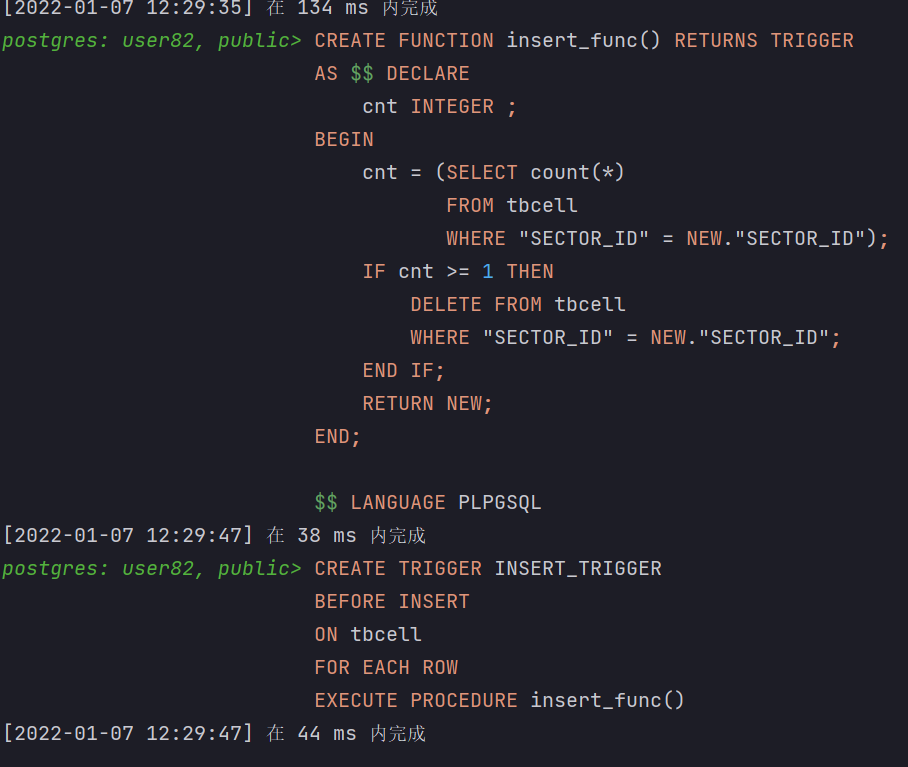 [2022-01-07 12:29:35] 在 134 ms 内完成
postgres: user82, public> CREATE FUNCTION insert_func() RETURNS TRIGGER
AS $$ DECLARE
cnt INTEGER ;
BEGIN
cnt = (SELECT count(*)
FROM tbcell
WHERE "SECTOR_ID" = NEW."SECTOR_ID");
IF cnt >= 1 THEN
DELETE FROM tbcell
WHERE "SECTOR_ID" = NEW."SECTOR_ID";
END IF;
RETURN NEW;
END;
$$ LANGUAGE PLPGSQL
[2022-01-07 12:29:47] 在 38 ms 内完成
postgres: user82, public> CREATE TRIGGER INSERT_TRIGGER
BEFORE INSERT
ON tbcell
FOR EACH ROW
EXECUTE PROCEDURE insert_func()
[2022-01-07 12:29:47] 在 44 ms 内完成